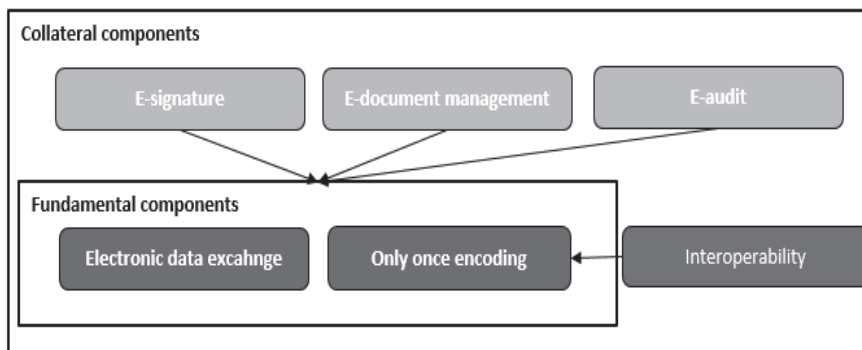 Collateral components
E-signature
E-document management
E-audit
Fundamental components
Electronic data excahnge
Only once encoding
Interoperability